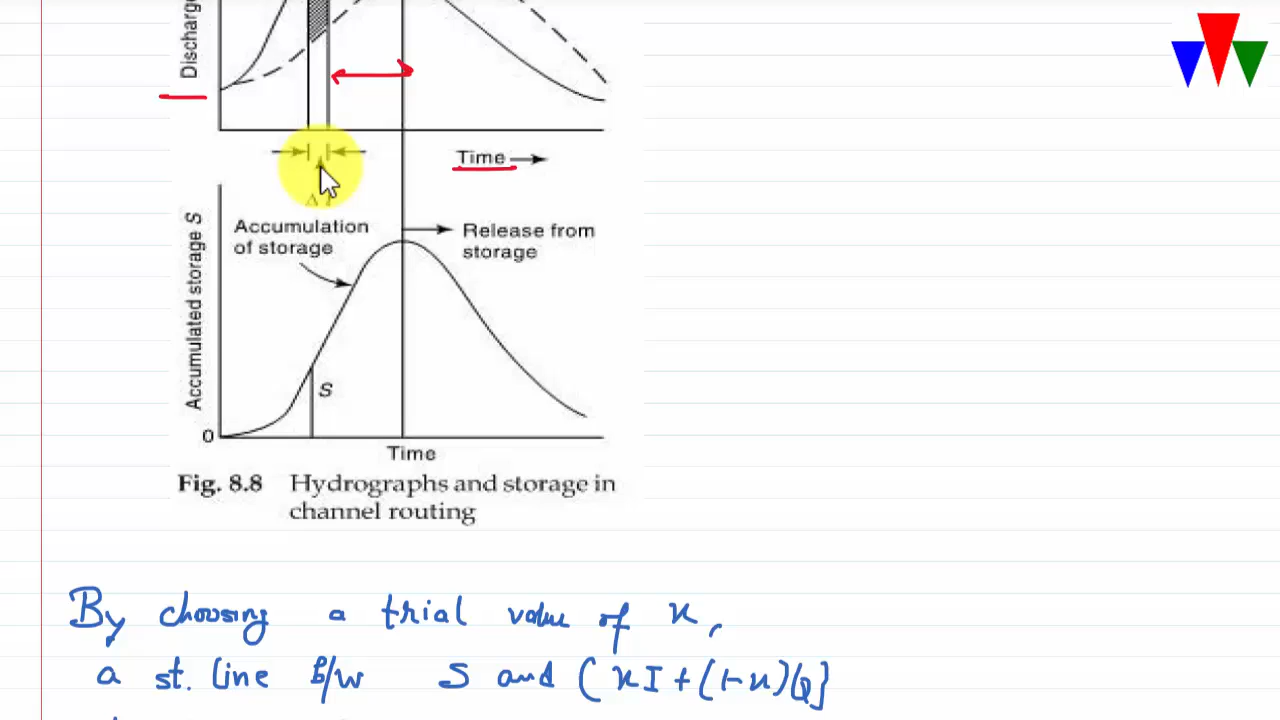 Discharg
Time
Δ
Accumulation
of storage
Release from
storage
Accumulated storage S
S
0
Time
Fig. 8.8 Hydrographs and storage in
channel routing
By choosing a trial value of x,
a st. line b/w S and (xI+(1-x)Q]